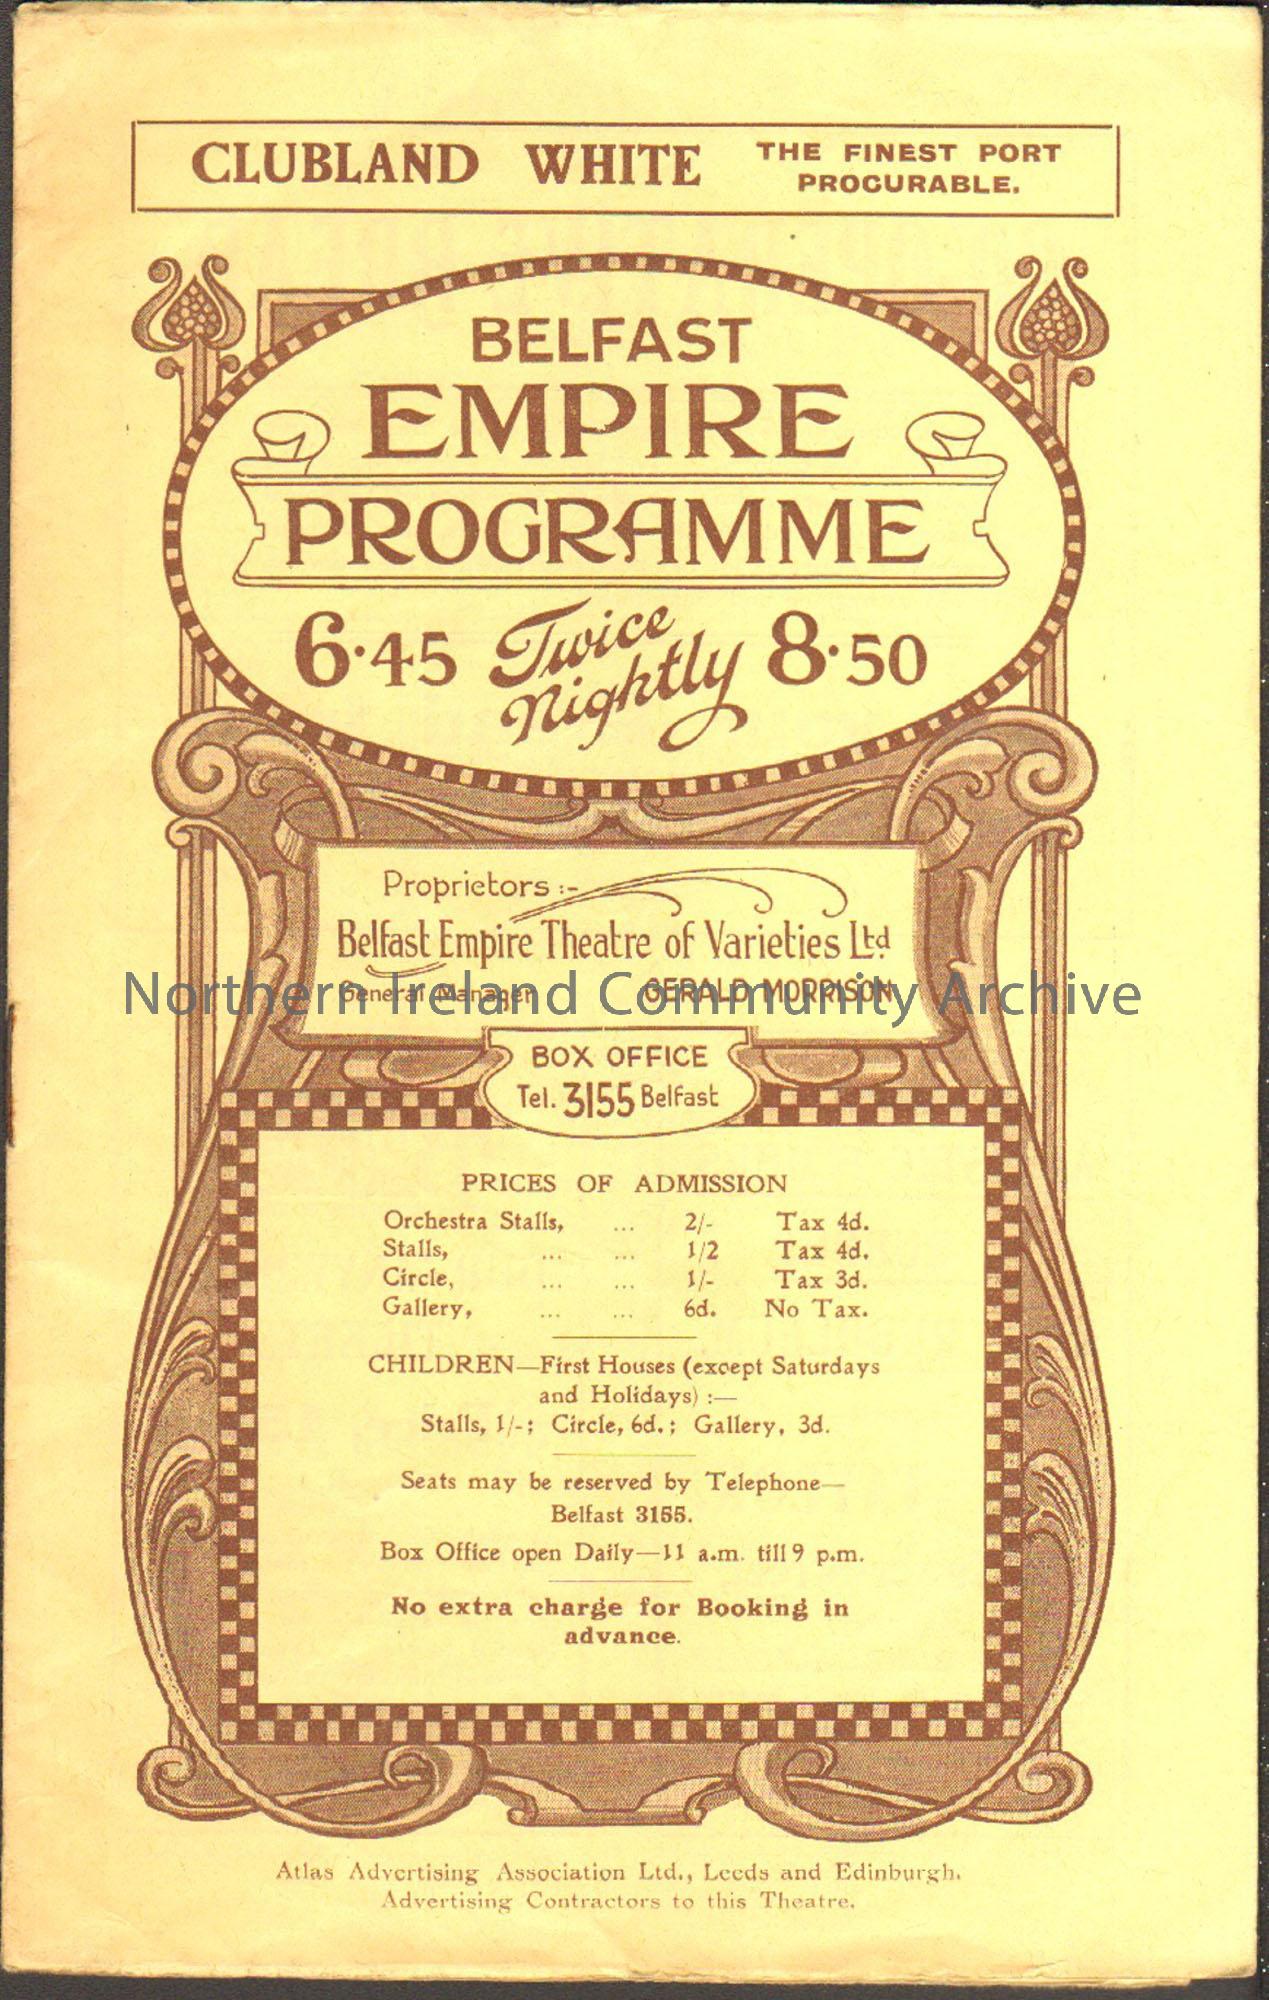 CLUBLAND WHITE THE FINEST PORT PROCURABLE.
BELFAST
EMPIRE
PROGRAMME
6·45 Twice Nightly 8·50
Proprietors :-
Belfast Empire Theatre of Varieties Ltd
General Manager GERALD MORRISON
Northern Ireland Community Archive
BOX OFFICE
Tel. 3155 Belfast
PRICES OF ADMISSION
Orchestra Stalls, ... 2/- Tax 4d.
Stalls, ... ... 1/2 Tax 4d.
Circle, ... ... 1/- Tax 3d.
Gallery, ... ... 6d. No Tax.
CHILDREN—First Houses (except Saturdays
and Holidays) :—
Stalls, 1/-; Circle, 6d.; Gallery, 3d.
Seats may be reserved by Telephone—
Belfast 3155.
Box Office open Daily—11 a.m. till 9 p.m.
No extra charge for Booking in
advance.
Atlas Advertising Association Ltd., Leeds and Edinburgh.
Advertising Contractors to this Theatre.